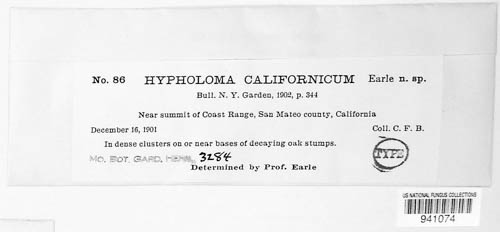 No. 86 HYPHOLOMA CALIFORNICUM Earle n. sp.
Bull. N. Y. Garden, 1902, p. 344
Near summit of Coast Range, San Mateo county, California
December 16, 1901 Coll. C. F. B.
In dense clusters on or near bases of decaying oak stumps.
MO. BOT. GARD. HERB. 3284
TYPE
Determined by Prof. Earle
US NATIONAL FUNGUS COLLECTIONS
941074